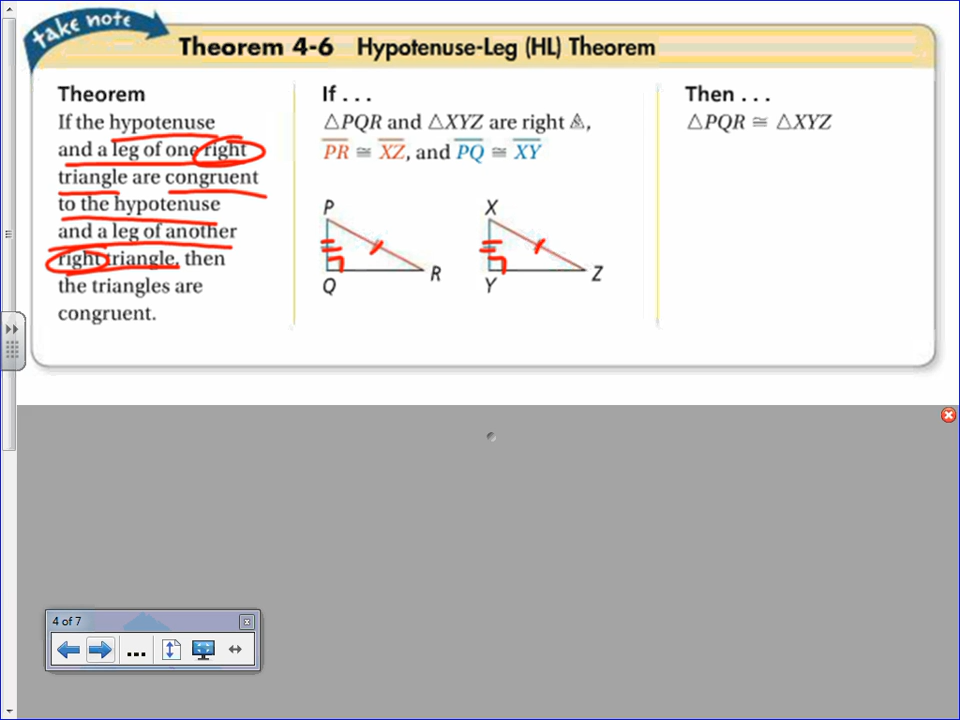 take note
Theorem 4-6 Hypotenuse-Leg (HL) Theorem
Theorem
If the hypotenuse
and a leg of one right
triangle are congruent
to the hypotenuse
and a leg of another
right triangle, then
the triangles are
congruent.
If . . .
△PQR and △XYZ are right △s,
PR ≅ XZ, and PQ ≅ XY
P
Q
R
X
Y
Z
Then . . .
△PQR ≅ △XYZ
4 of 7